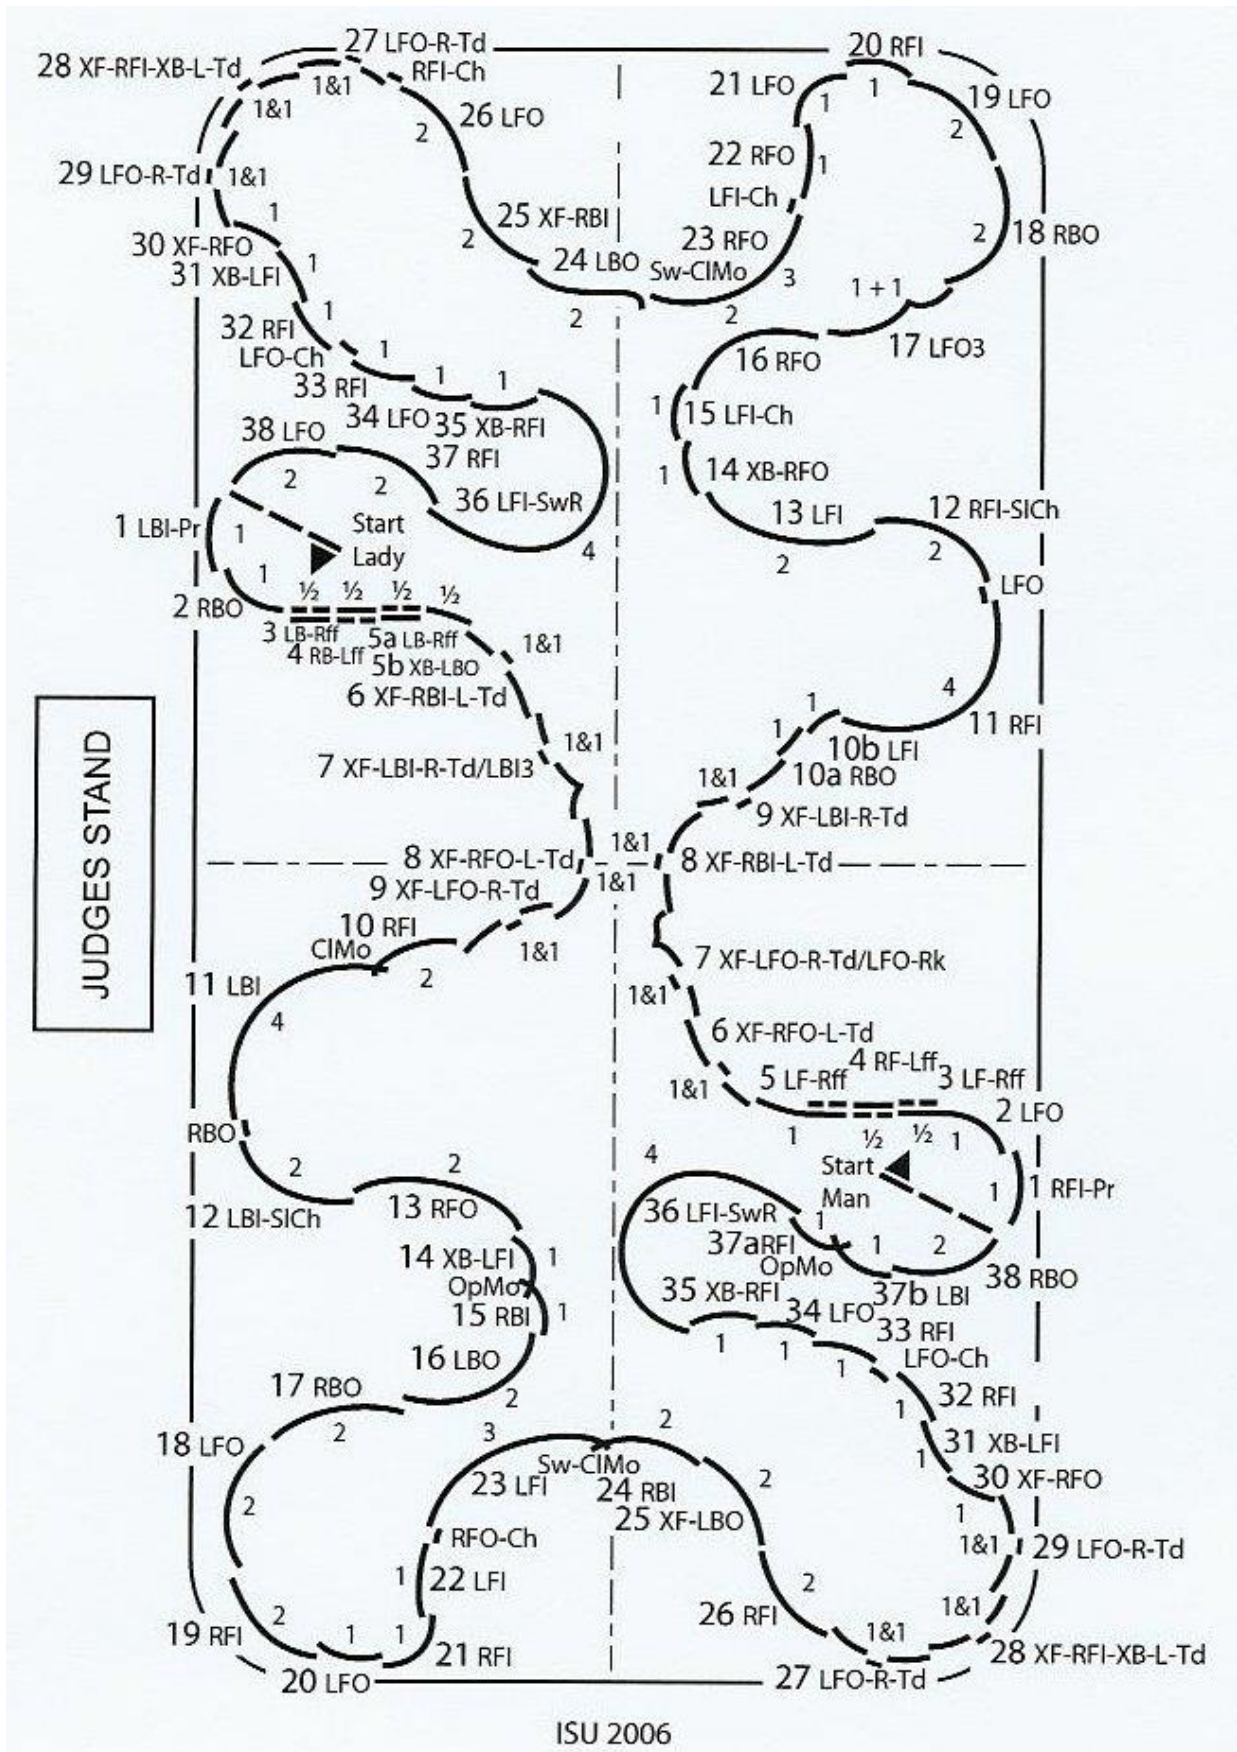 27 LFO-R-Td
20 RFI
28 XF-RFI-XB-L-Td
RFI-Ch
1&1
21 LFO
1
1
19 LFO
1&1
26 LFO
2
2
22 RFO
1
29 LFO-R-Td
1&1
LFI-Ch
1
25 XF-RBI
2
18 RBO
30 XF-RFO
2
23 RFO
31 XB-LFI
1
24 LBO
Sw-ClMo
3
1 + 1
32 RFI
1
2
2
LFO-Ch
1
16 RFO
17 LFO3
33 RFI
1
1
34 LFO
35 XB-RFI
1
15 LFI-Ch
38 LFO
37 RFI
2
2
36 LFI-SwR
1
14 XB-RFO
1 LBI-Pr
1
Start
Lady
4
13 LFI
2
12 RFI-SlCh
2
1
½
½
½
½
LFO
2 RBO
3 LB-Rff
5a LB-Rff
4 RB-Lff
5b XB-LBO
1&1
6 XF-RBI-L-Td
4
1
1
11 RFI
1&1
10b LFI
7 XF-LBI-R-Td/LBI3
1&1
10a RBO
9 XF-LBI-R-Td
JUDGES STAND
1&1
8 XF-RFO-L-Td
8 XF-RBI-L-Td
1&1
9 XF-LFO-R-Td
10 RFI
1&1
ClMo
2
11 LBI
7 XF-LFO-R-Td/LFO-Rk
1&1
4
6 XF-RFO-L-Td
4 RF-Lff
5 LF-Rff
3 LF-Rff
1&1
2 LFO
RBO
1
½
½
1
2
2
4
Start
Man
1
1 RFI-Pr
12 LBI-SlCh
13 RFO
36 LFI-SwR
1
14 XB-LFI
1
37aRFI
1
2
OpMo
OpMo
38 RBO
15 RBI
1
35 XB-RFI
37b LBI
34 LFO
33 RFI
16 LBO
1
1
1
LFO-Ch
17 RBO
2
32 RFI
1
18 LFO
2
3
2
31 XB-LFI
Sw-ClMo
1
23 LFI
24 RBI
2
30 XF-RFO
2
25 XF-LBO
1
RFO-Ch
1&1
29 LFO-R-Td
1
22 LFI
2
1&1
26 RFI
19 RFI
2
1
1
21 RFI
1&1
28 XF-RFI-XB-L-Td
20 LFO
27 LFO-R-Td
ISU 2006